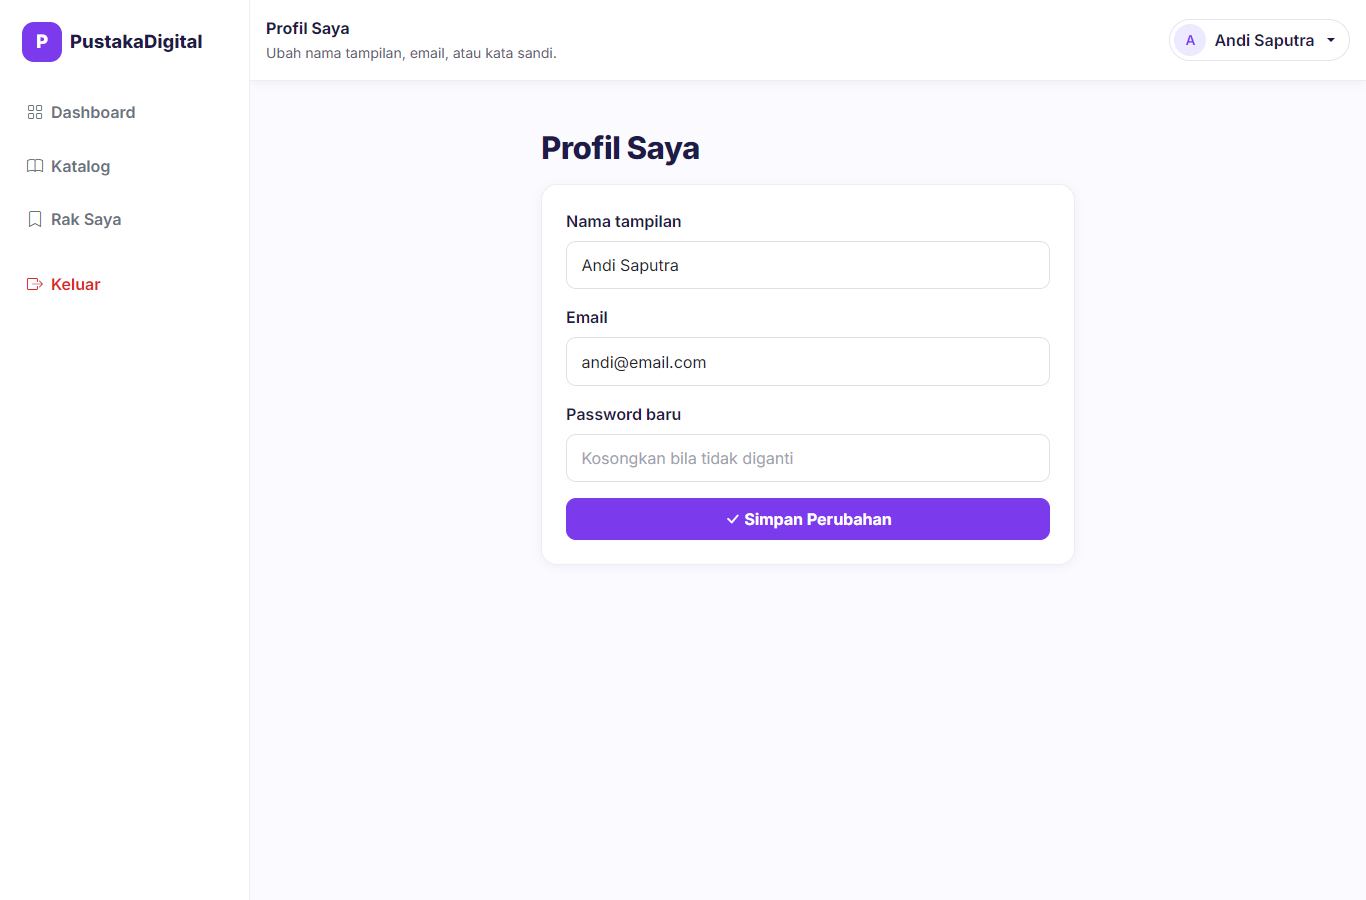 P PustakaDigital
Dashboard
Katalog
Rak Saya
Keluar
Profil Saya
Ubah nama tampilan, email, atau kata sandi.
A Andi Saputra
Profil Saya
Nama tampilan
Andi Saputra
Email
andi@email.com
Password baru
Kosongkan bila tidak diganti
Simpan Perubahan